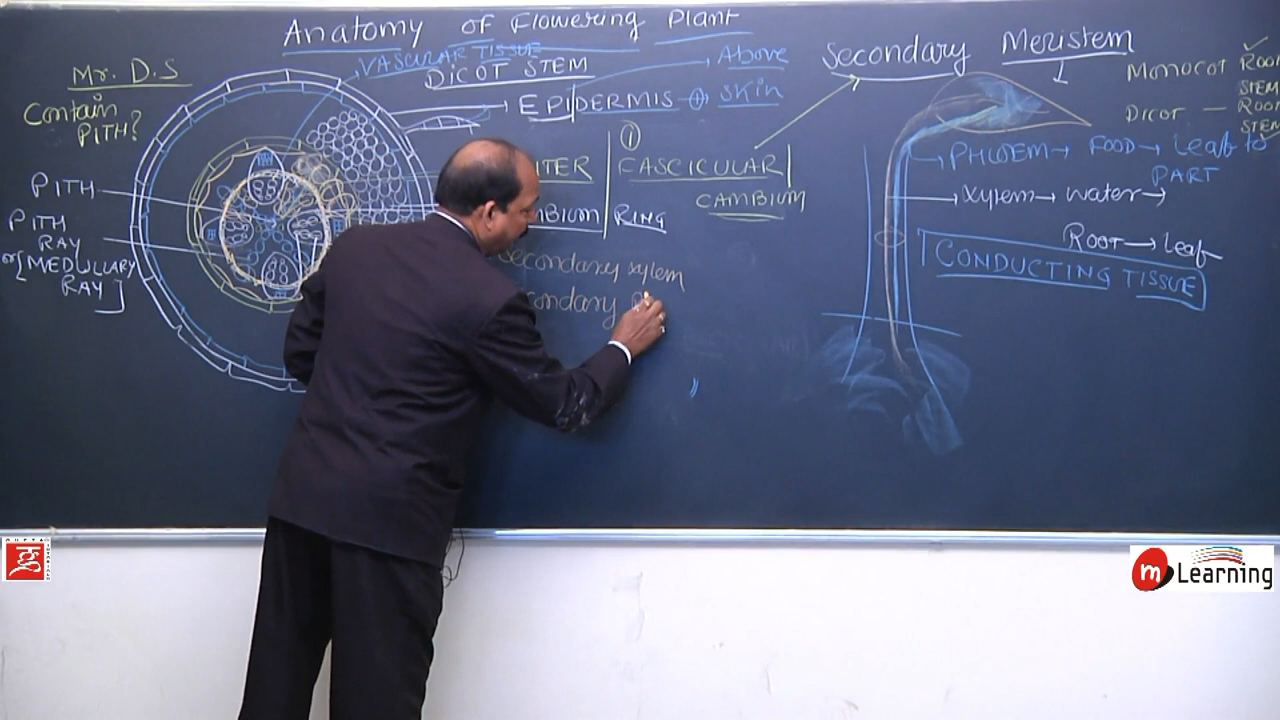 Anatomy of Flowering Plant
VASCULAR TISSUE
DICOT STEM
Mr. D.S
Contain
PITH?
PITH
PITH
RAY
or [MEDULLARY
RAY]
EPIDERMIS
Above
Skin
1
FASCICULAR
CAMBIUM
RING
Secondary xylem
Secondary Meristem
Monocot Root
STEM
Dicot — Root
STEM
PHLOEM → FOOD → Leaf to
PART
Xylem → Water →
Root → Leaf
CONDUCTING TISSUE
m Learning